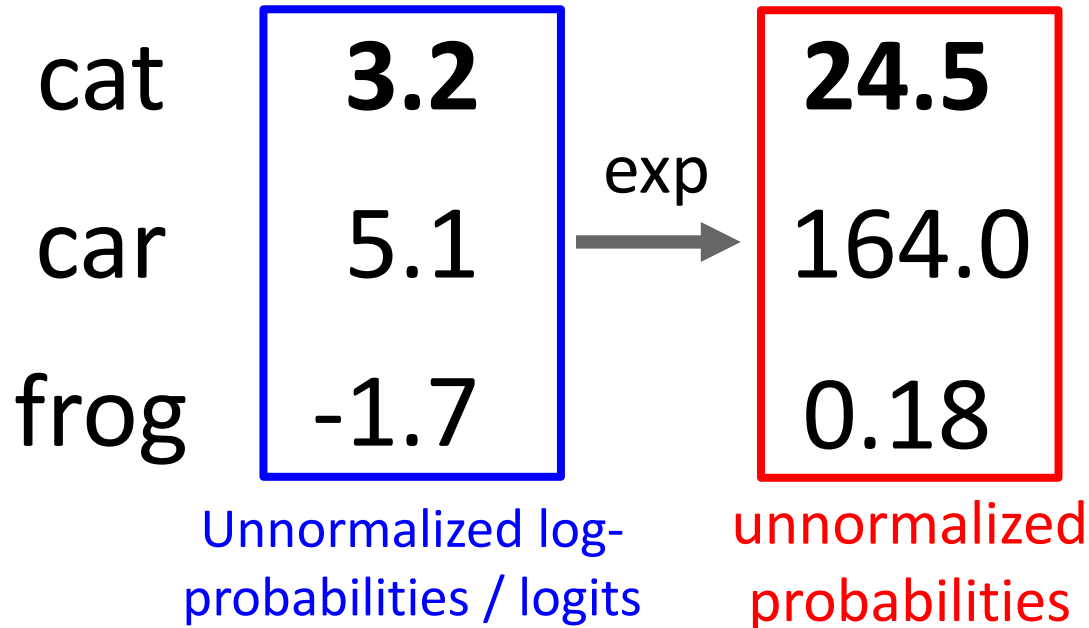 cat 3.2 24.5
exp
car 5.1 164.0
frog -1.7 0.18
Unnormalized log-
probabilities / logits
unnormalized
probabilities